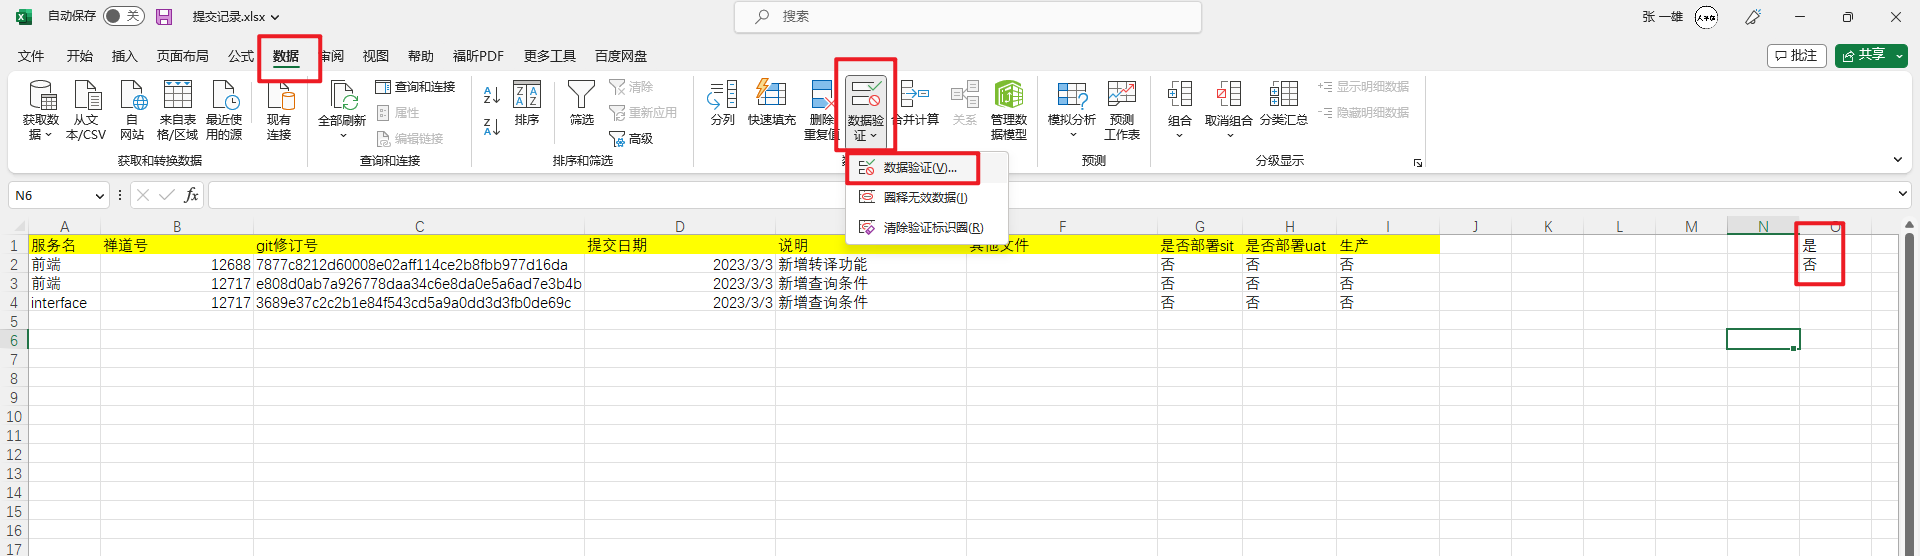 自动保存 关 提交记录.xlsx 搜索 张 一雄
文件 开始 插入 页面布局 公式 数据 审阅 视图 帮助 福昕PDF 更多工具 百度网盘 批注 共享
获取数据 从文本/CSV 自网站 来自表格/区域 最近使用的源 现有连接
获取和转换数据
全部刷新 查询和连接 属性 编辑链接
查询和连接
排序 筛选 清除 重新应用 高级
排序和筛选
分列 快速填充 删除重复值 数据验证 合并计算 关系 管理数据模型
模拟分析 预测工作表
预测
组合 取消组合 分类汇总 显示明细数据 隐藏明细数据
分级显示
数据验证(V)...
圈释无效数据(I)
清除验证标识圈(R)
N6 fx
A B C D E F G H I J K L M N O
1 服务名 禅道号 git修订号 提交日期 说明 其他文件 是否部署sit 是否部署uat 生产 是
2 前端 12688 7877c8212d60008e02aff114ce2b8fbb977d16da 2023/3/3 新增转译功能 否 否 否 否
3 前端 12717 e808d0ab7a926778daa34c6e8da0e5a6ad7e3b4b 2023/3/3 新增查询条件 否 否 否
4 interface 12717 3689e37c2c2b1e84f543cd5a9a0dd3d3fb0de69c 2023/3/3 新增查询条件 否 否 否
5
6
7
8
9
10
11
12
13
14
15
16
17